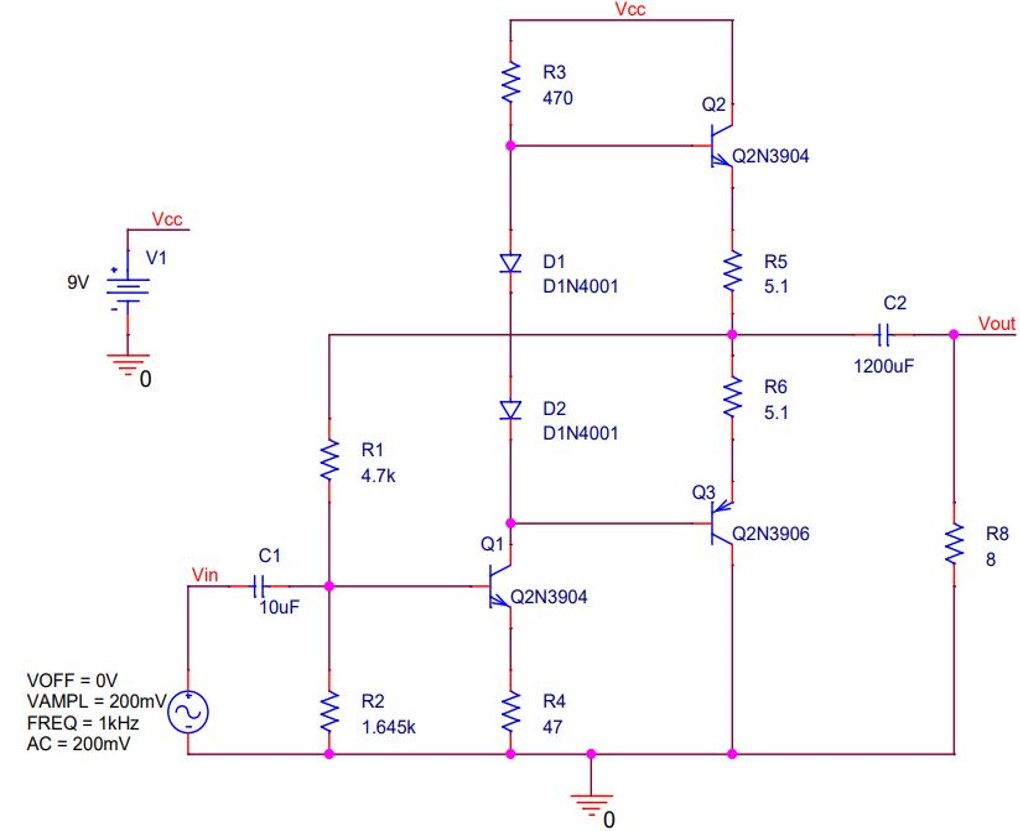 Vcc
R3
470
Q2
Q2N3904
Vcc
V1
9V
+
-
0
D1
D1N4001
R5
5.1
C2
Vout
1200uF
R6
5.1
D2
D1N4001
R1
4.7k
Q3
Q2N3906
Q1
Q2N3904
C1
Vin
10uF
R8
8
VOFF = 0V
VAMPL = 200mV
FREQ = 1kHz
AC = 200mV
+
-
R2
1.645k
R4
47
0